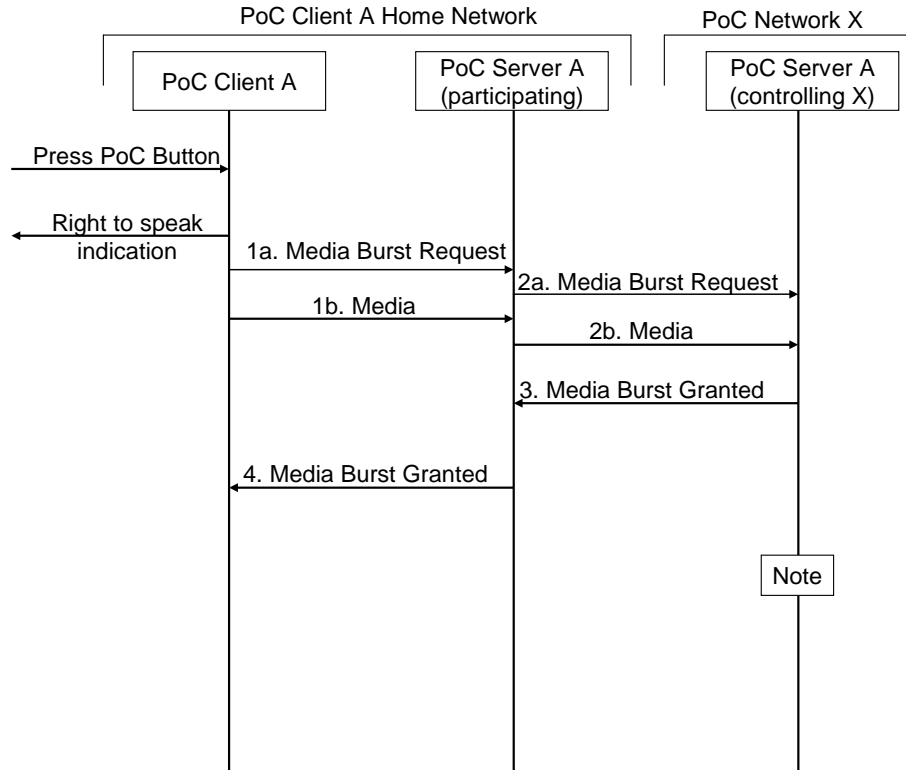 PoC Client A Home Network
PoC Network X
PoC Client A
PoC Server A
(participating)
PoC Server A
(controlling X)
Press PoC Button
Right to speak
indication
1a. Media Burst Request
2a. Media Burst Request
1b. Media
2b. Media
3. Media Burst Granted
4. Media Burst Granted
Note